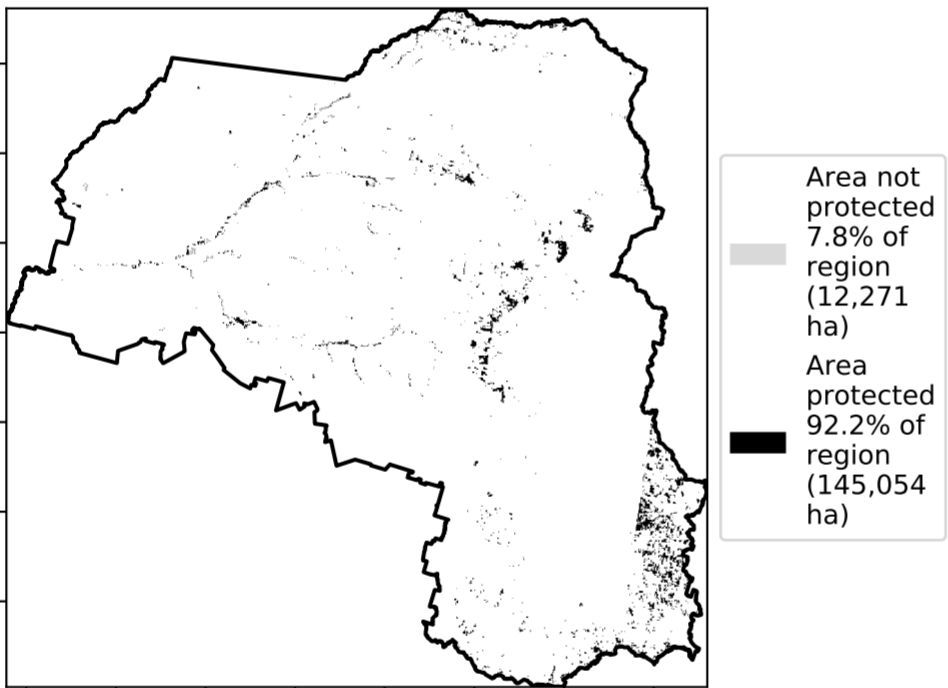 Area not
protected
7.8% of
region
(12,271
ha)
Area
protected
92.2% of
region
(145,054
ha)